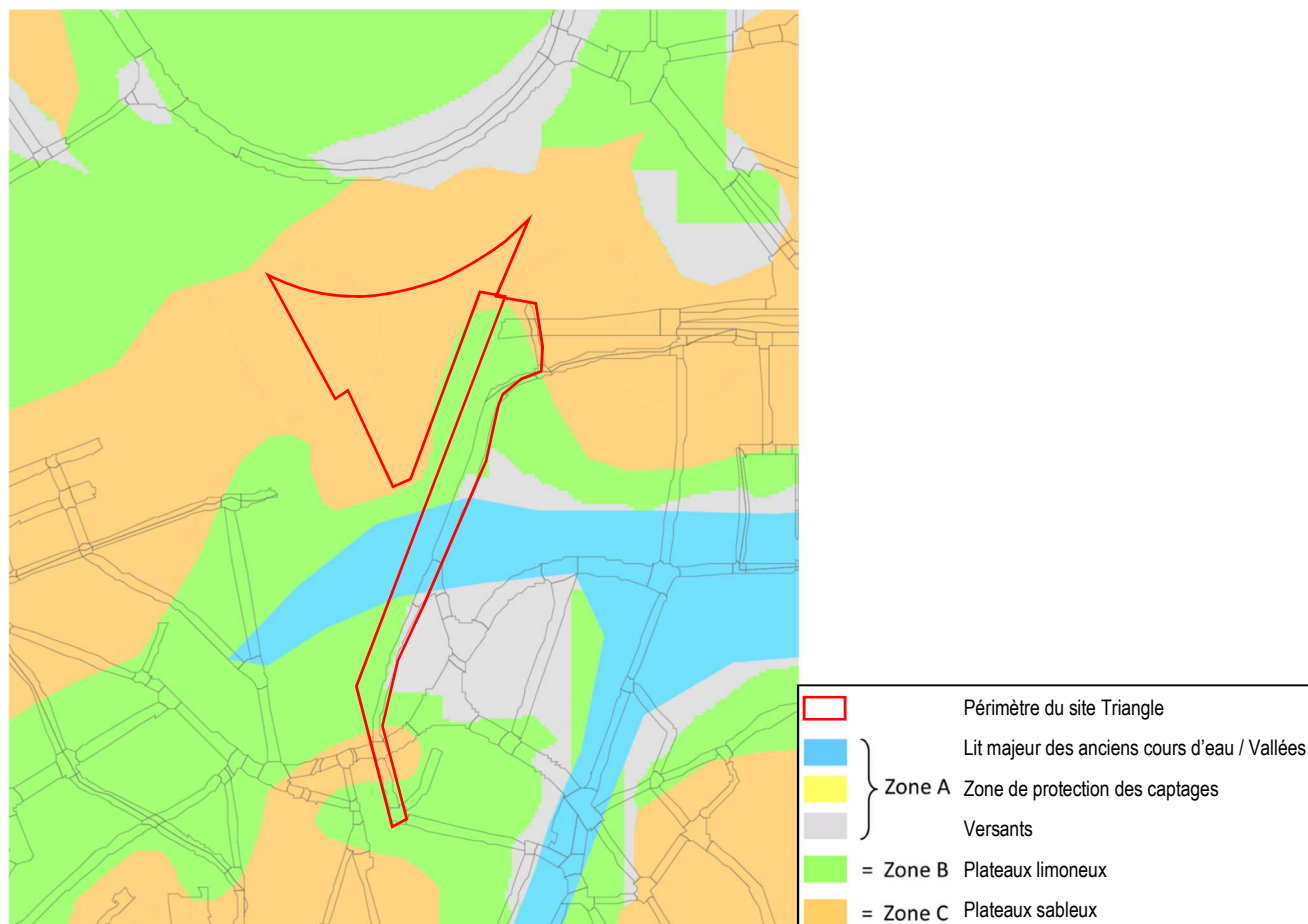 Périmètre du site Triangle
Lit majeur des anciens cours d'eau / Vallées
Zone A Zone de protection des captages
Versants
= Zone B Plateaux limoneux
= Zone C Plateaux sableux